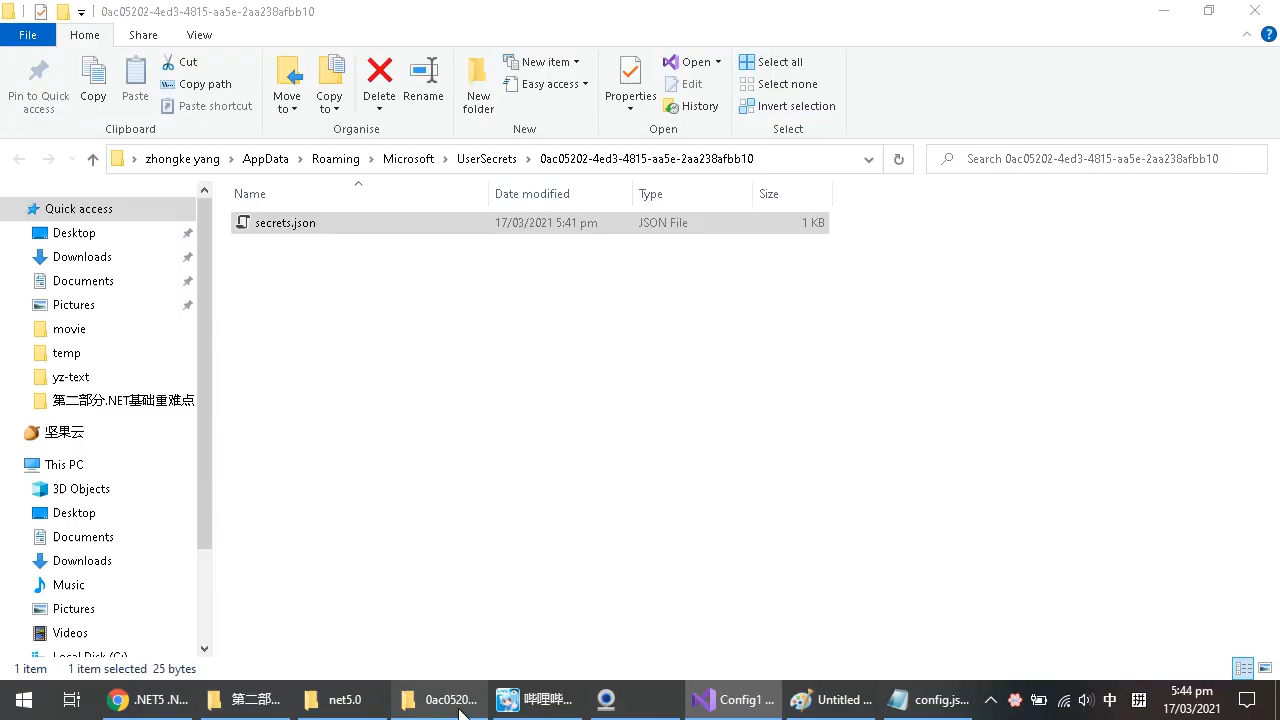 0ac05202-4ed3-4815-aa5e-2aa238afbb10
File Home Share View
Pin to Quick access
Copy
Paste
Cut
Copy path
Paste shortcut
Clipboard
Move to
Copy to
Delete
Rename
Organise
New folder
New item
Easy access
New
Properties
Open
Edit
History
Open
Select all
Select none
Invert selection
Select
zhongke yang > AppData > Roaming > Microsoft > UserSecrets > 0ac05202-4ed3-4815-aa5e-2aa238afbb10
Search 0ac05202-4ed3-4815-aa5e-2aa238afbb10
Name Date modified Type Size
secrets.json 17/03/2021 5:41 pm JSON File 1 KB
Quick access
Desktop
Downloads
Documents
Pictures
movie
temp
yz-text
第二部分.NET基础重难点
坚果云
This PC
3D Objects
Desktop
Documents
Downloads
Music
Pictures
Videos
Local Disk (C:)
1 item 1 item selected 25 bytes
.NET5.N...
第二部...
net5.0
0ac0520...
哔哩哔...
Config1 ...
Untitled ...
config.js...
中
拼
5:44 pm
17/03/2021